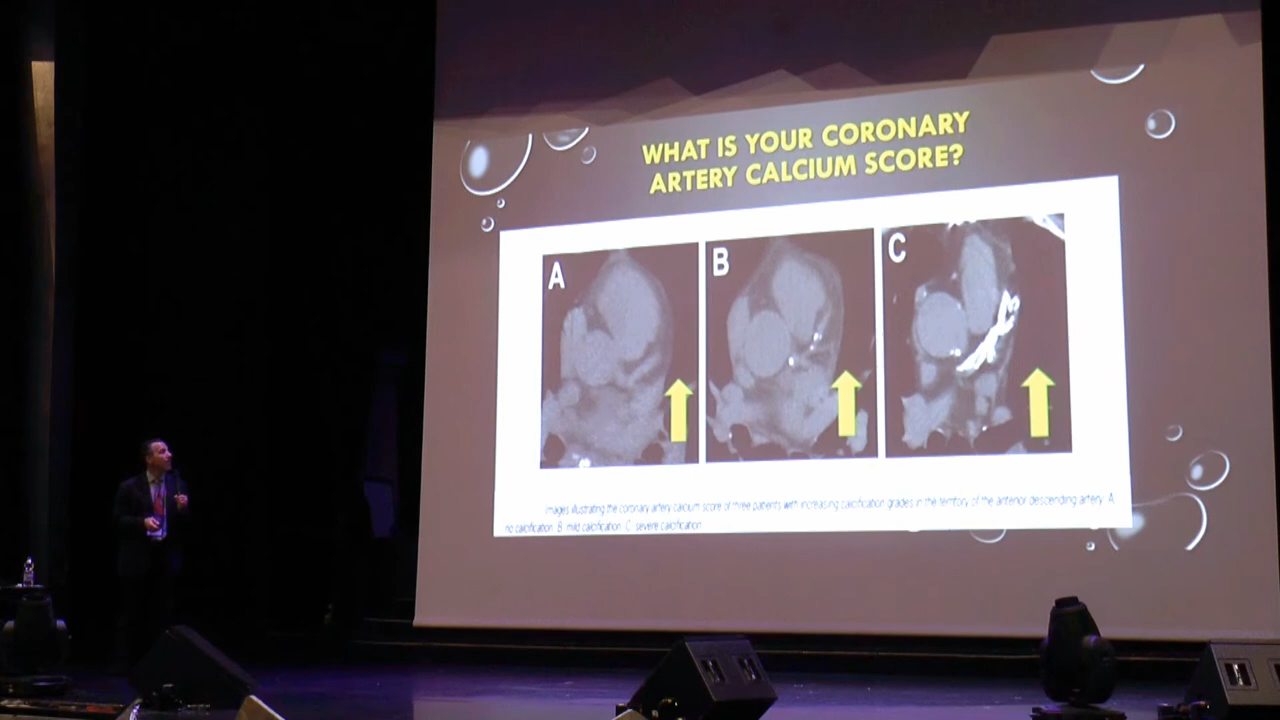 WHAT IS YOUR CORONARY
ARTERY CALCIUM SCORE?
A
B
C
Images illustrating the coronary artery calcium score of three patients with increasing calcification grades in the territory of the anterior descending artery. A:
no calcification. B: mild calcification. C: severe calcification.